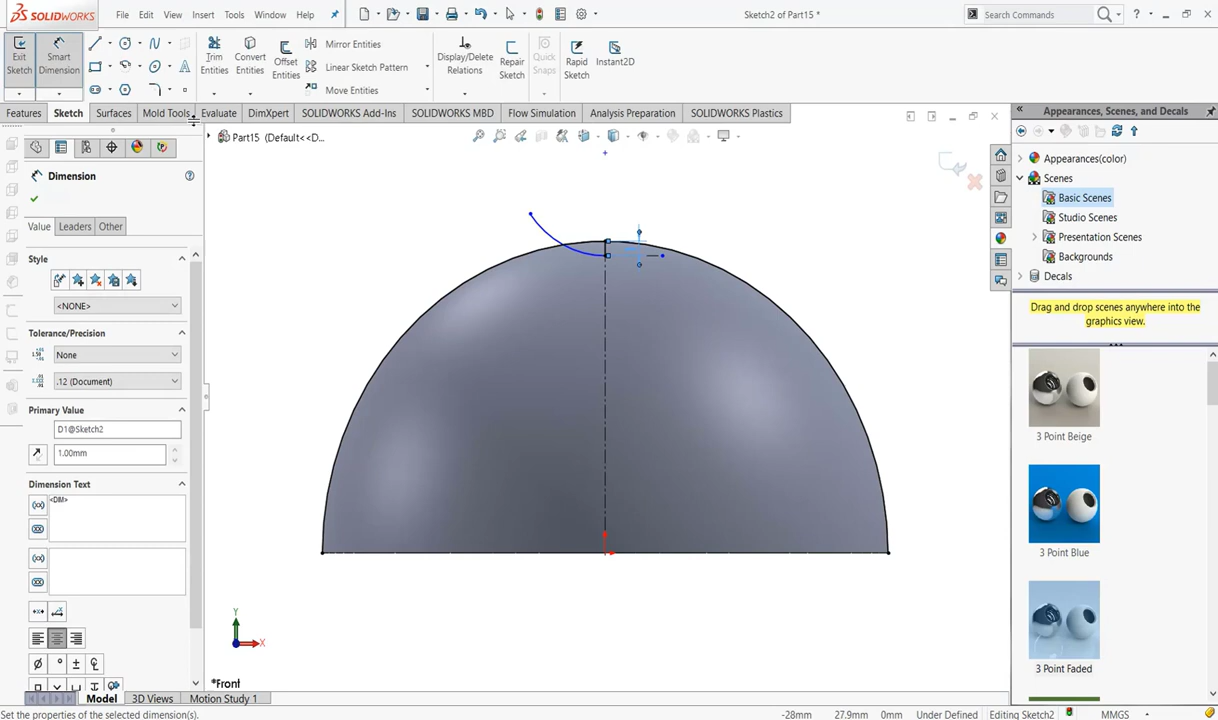 SOLIDWORKS
File Edit View Insert Tools Window Help
Sketch2 of Part15 *
Search Commands
Exit Sketch
Smart Dimension
Trim Entities
Convert Entities
Offset Entities
Mirror Entities
Linear Sketch Pattern
Move Entities
Display/Delete Relations
Repair Sketch
Quick Snaps
Rapid Sketch
Instant2D
Features Sketch Surfaces Mold Tools Evaluate DimXpert SOLIDWORKS Add-Ins SOLIDWORKS MBD Flow Simulation Analysis Preparation SOLIDWORKS Plastics
Appearances, Scenes, and Decals
Part15 (Default<<D...
Dimension
Value Leaders Other
Style
<NONE>
Tolerance/Precision
None
.12 (Document)
Primary Value
D1@Sketch2
1.00mm
Dimension Text
<DIM>
Appearances(color)
Scenes
Basic Scenes
Studio Scenes
Presentation Scenes
Backgrounds
Decals
Drag and drop scenes anywhere into the
graphics view.
3 Point Beige
3 Point Blue
3 Point Faded
Y
X
*Front
Model 3D Views Motion Study 1
Set the properties of the selected dimension(s).
-28mm 27.9mm 0mm Under Defined Editing Sketch2 MMGS